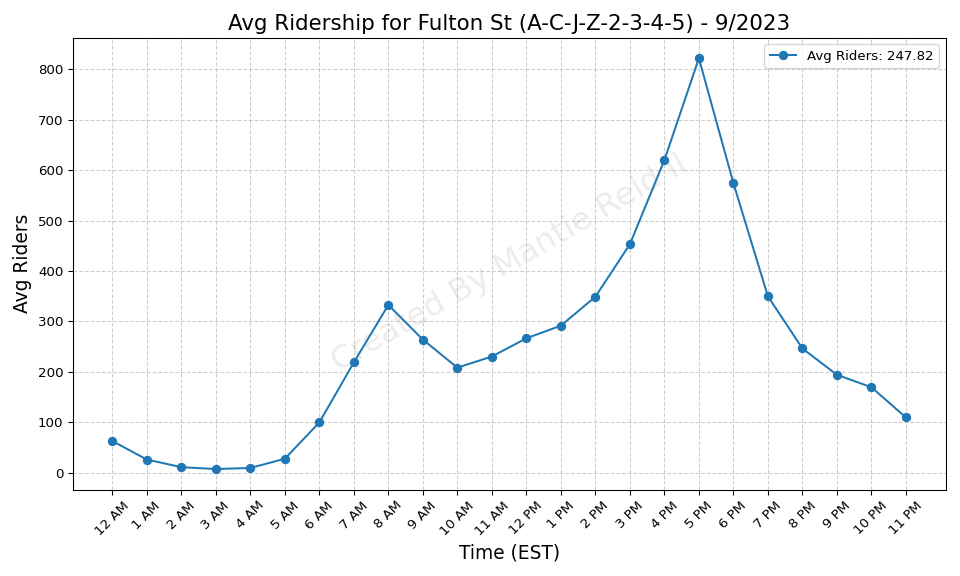 Avg Ridership for Fulton St (A-C-J-Z-2-3-4-5) - 9/2023
Avg Riders: 247.82
800
700
600
500
400
300
200
100
0
Avg Riders
Created By Mantle Reid II
12 AM
1 AM
2 AM
3 AM
4 AM
5 AM
6 AM
7 AM
8 AM
9 AM
10 AM
11 AM
12 PM
1 PM
2 PM
3 PM
4 PM
5 PM
6 PM
7 PM
8 PM
9 PM
10 PM
11 PM
Time (EST)